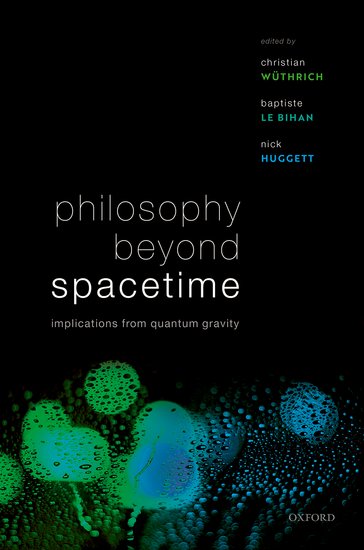 edited by
christian
WÜTHRICH
baptiste
LE BIHAN
nick
HUGGETT
philosophy
beyond
spacetime
implications from quantum gravity
OXFORD